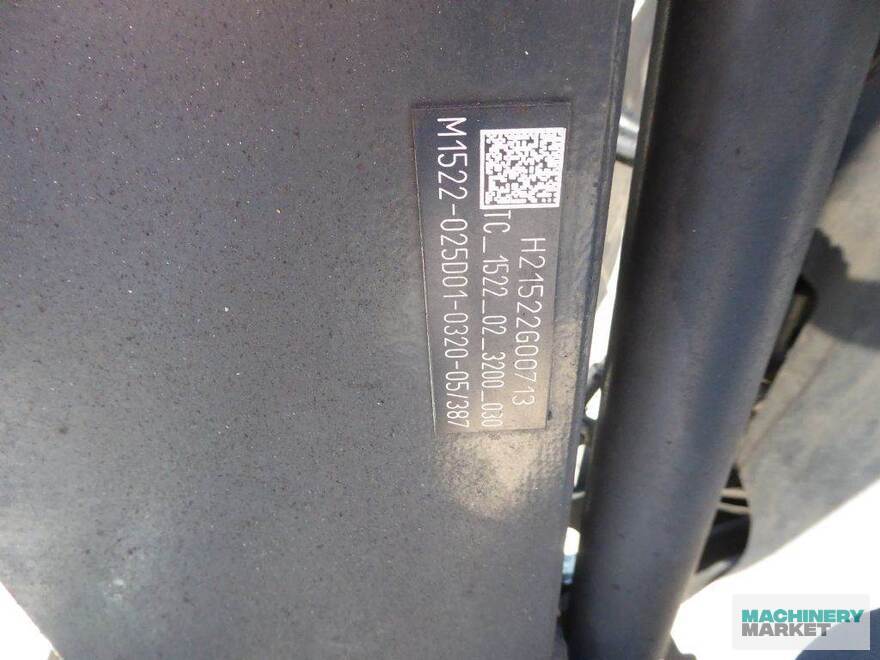 H21522G00713
TC_1522_02_3200_030
M1522-025D01-0320-05/387
MACHINERY
MARKET